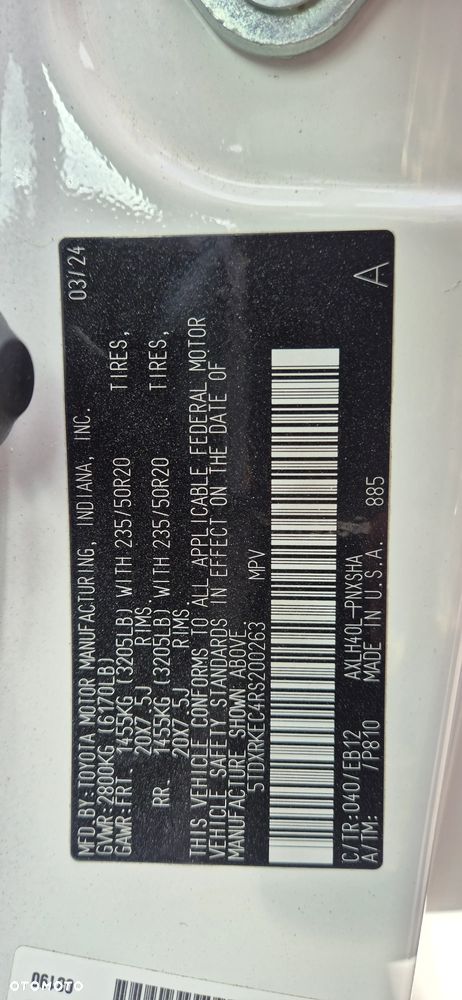 MFD.BY:TOYOTA MOTOR MANUFACTURING, INDIANA, INC. 03/24
GVWR:2800KG (6170LB)
GAWR:FRT. 1455KG (3205LB) WITH 235/50R20 TIRES,
20X7.5J RIMS.
RR. 1455KG (3205LB) WITH 235/50R20 TIRES,
20X7.5J RIMS.
THIS VEHICLE CONFORMS TO ALL APPLICABLE FEDERAL MOTOR
VEHICLE SAFETY STANDARDS IN EFFECT ON THE DATE OF
MANUFACTURE SHOWN ABOVE.
5TDXRKEC4RS200263 MPV
A
C/TR:040/EB12 AXLH40L-PNXSHA
A/TM: /P810 MADE IN U.S.A. 885
OTOMOTO